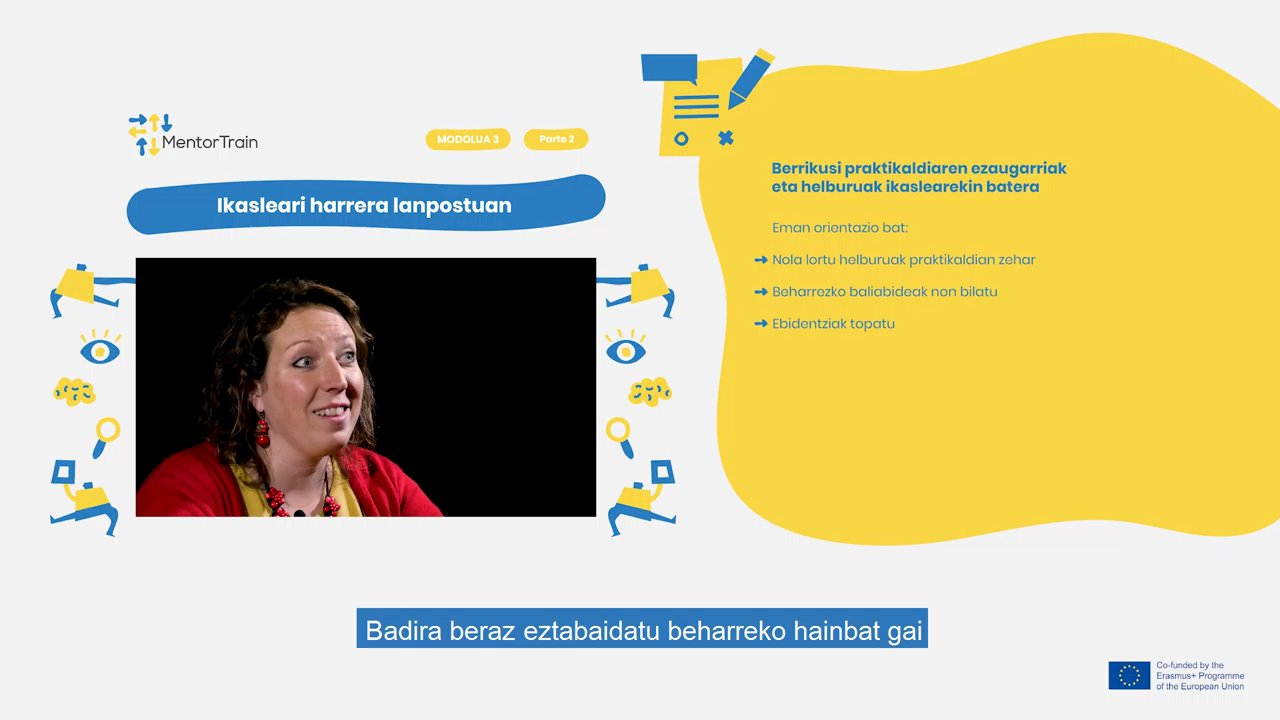 MentorTrain
MODOLUA 3
Parte 2
Ikasleari harrera lanpostuan
Berrikusi praktikaldiaren ezaugarriak
eta helburuak ikaslearekin batera
Eman orientazio bat:
Nola lortu helburuak praktikaldian zehar
Beharrezko baliabideak non bilatu
Ebidentziak topatu
Badira beraz eztabaidatu beharreko hainbat gai
Co-funded by the
Erasmus+ Programme
of the European Union